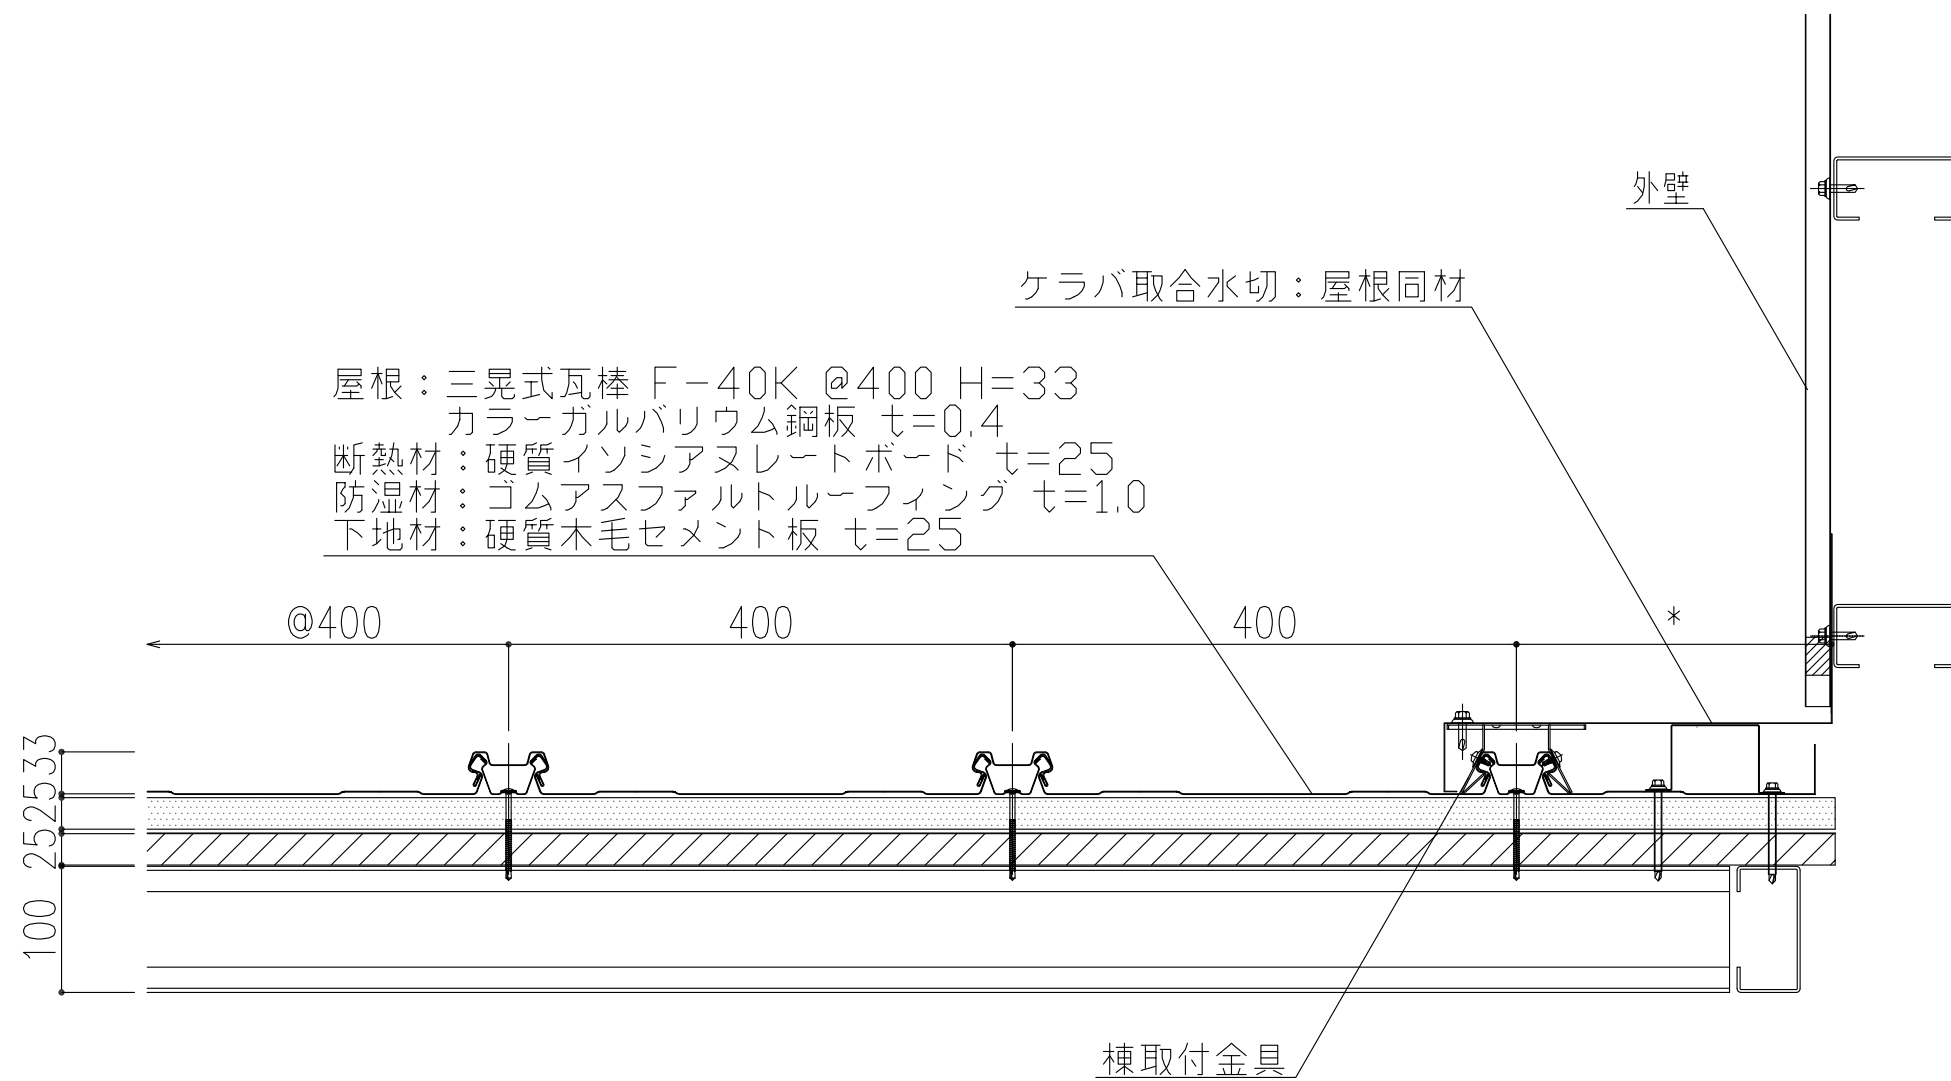 外壁
ケラバ取合水切：屋根同材
屋根：三晃式瓦棒 F-40K @400 H=33
カラーガルバリウム鋼板 t=0.4
断熱材：硬質イソシアヌレートボード t=25
防湿材：ゴムアスファルトルーフィング t=1.0
下地材：硬質木毛セメント板 t=25
@400 400 400 *
33
25
25
100
棟取付金具